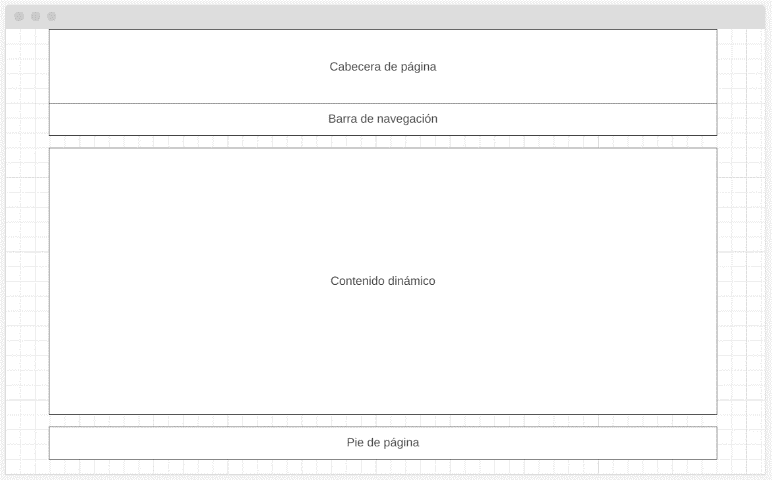 Cabecera de página
Barra de navegación
Contenido dinámico
Pie de página